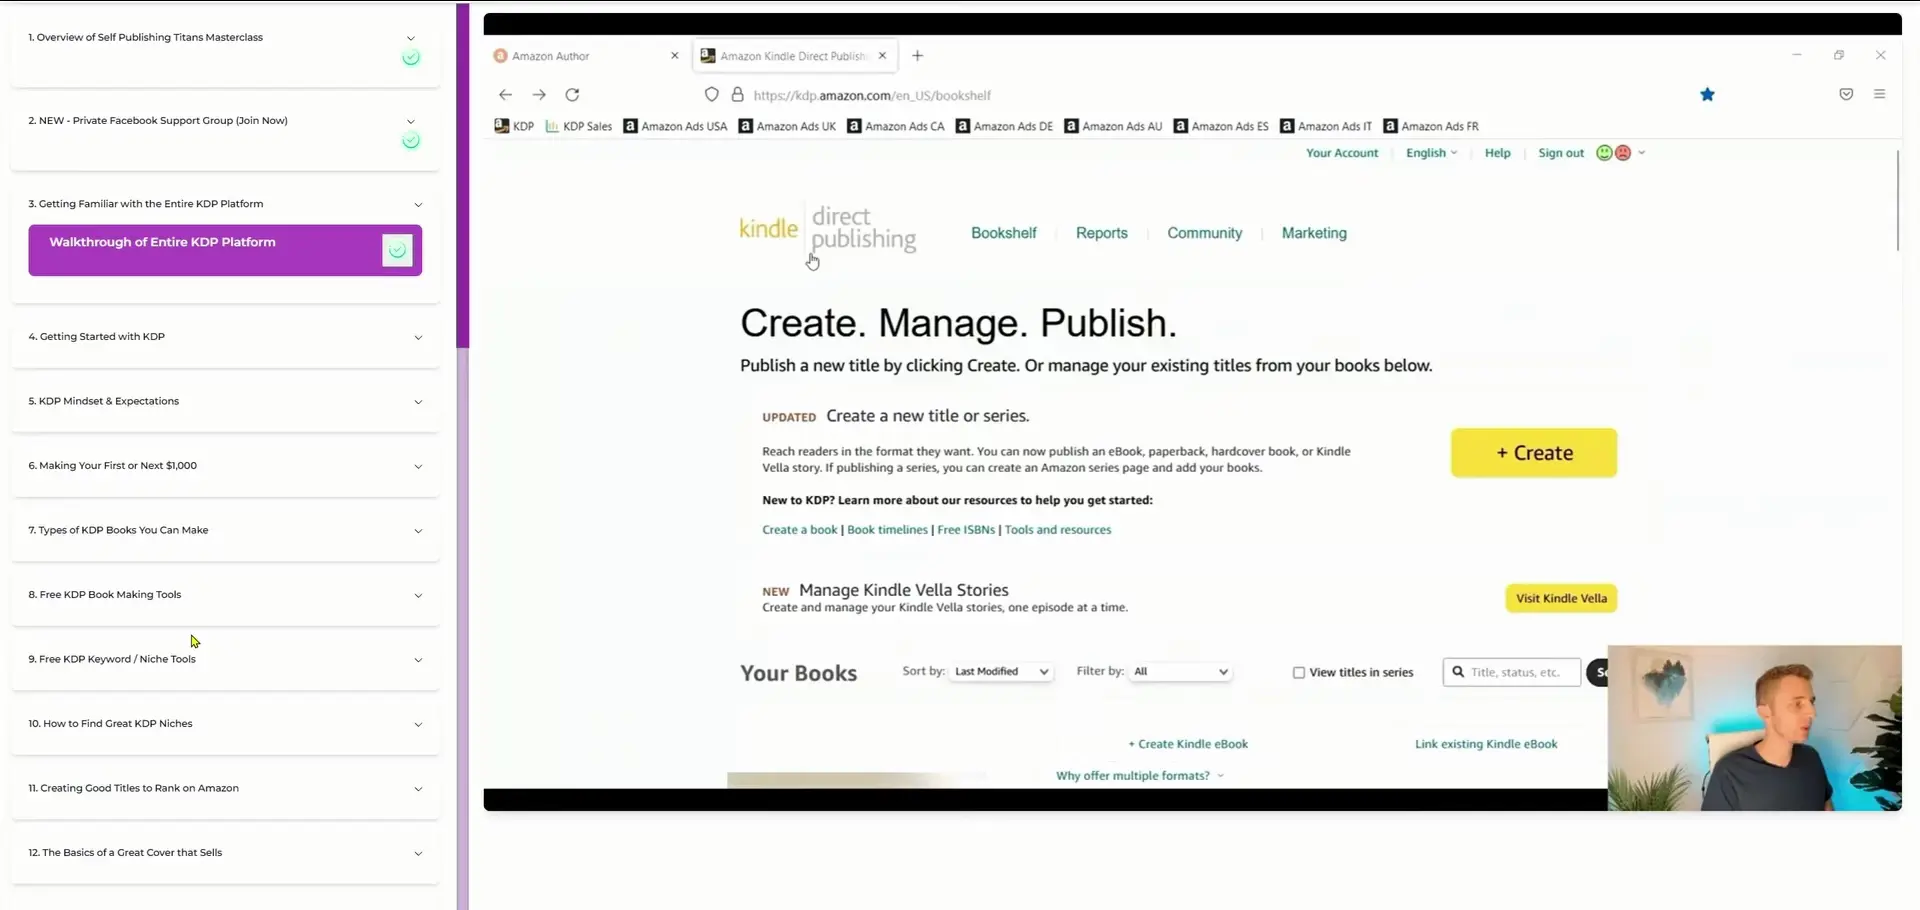 1. Overview of Self Publishing Titans Masterclass
2. NEW - Private Facebook Support Group (Join Now)
3. Getting Familiar with the Entire KDP Platform
Walkthrough of Entire KDP Platform
4. Getting Started with KDP
5. KDP Mindset & Expectations
6. Making Your First or Next $1,000
7. Types of KDP Books You Can Make
8. Free KDP Book Making Tools
9. Free KDP Keyword / Niche Tools
10. How to Find Great KDP Niches
11. Creating Good Titles to Rank on Amazon
12. The Basics of a Great Cover that Sells
Amazon Author
Amazon Kindle Direct Publish
https://kdp.amazon.com/en_US/bookshelf
KDP KDP Sales Amazon Ads USA Amazon Ads UK Amazon Ads CA Amazon Ads DE Amazon Ads AU Amazon Ads ES Amazon Ads IT Amazon Ads FR
Your Account English Help Sign out
kindle direct publishing
Bookshelf Reports Community Marketing
Create. Manage. Publish.
Publish a new title by clicking Create. Or manage your existing titles from your books below.
UPDATED Create a new title or series.
Reach readers in the format they want. You can now publish an eBook, paperback, hardcover book, or Kindle
Vella story. If publishing a series, you can create an Amazon series page and add your books.
+ Create
New to KDP? Learn more about our resources to help you get started:
Create a book | Book timelines | Free ISBNs | Tools and resources
NEW Manage Kindle Vella Stories
Create and manage your Kindle Vella stories, one episode at a time.
Visit Kindle Vella
Your Books Sort by: Last Modified Filter by: All View titles in series Title, status, etc.
+ Create Kindle eBook Link existing Kindle eBook
Why offer multiple formats?